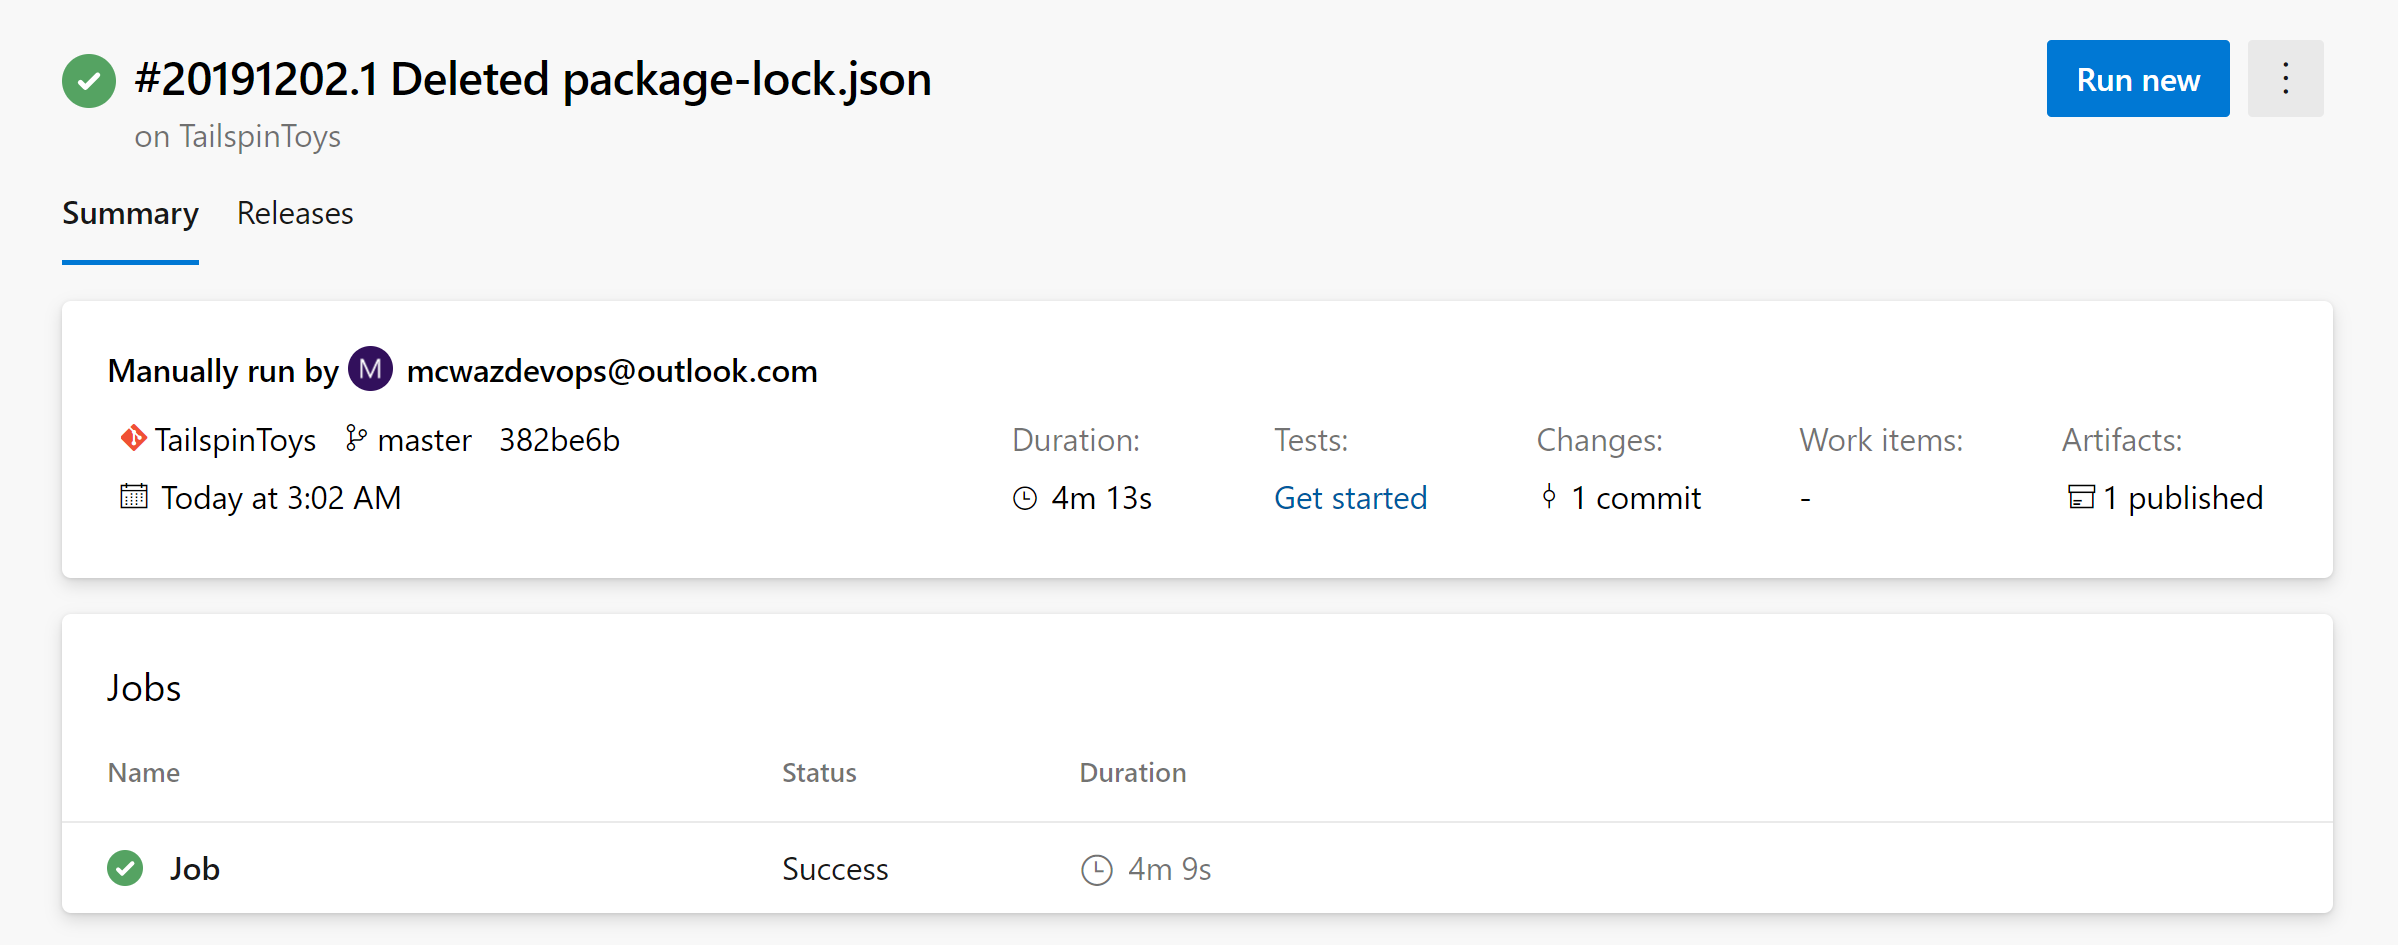 #20191202.1 Deleted package-lock.json
Run new
on TailspinToys
Summary Releases
Manually run by M mcwazdevops@outlook.com
TailspinToys master 382be6b Duration: Tests: Changes: Work items: Artifacts:
Today at 3:02 AM 4m 13s Get started 1 commit - 1 published
Jobs
Name Status Duration
Job Success 4m 9s